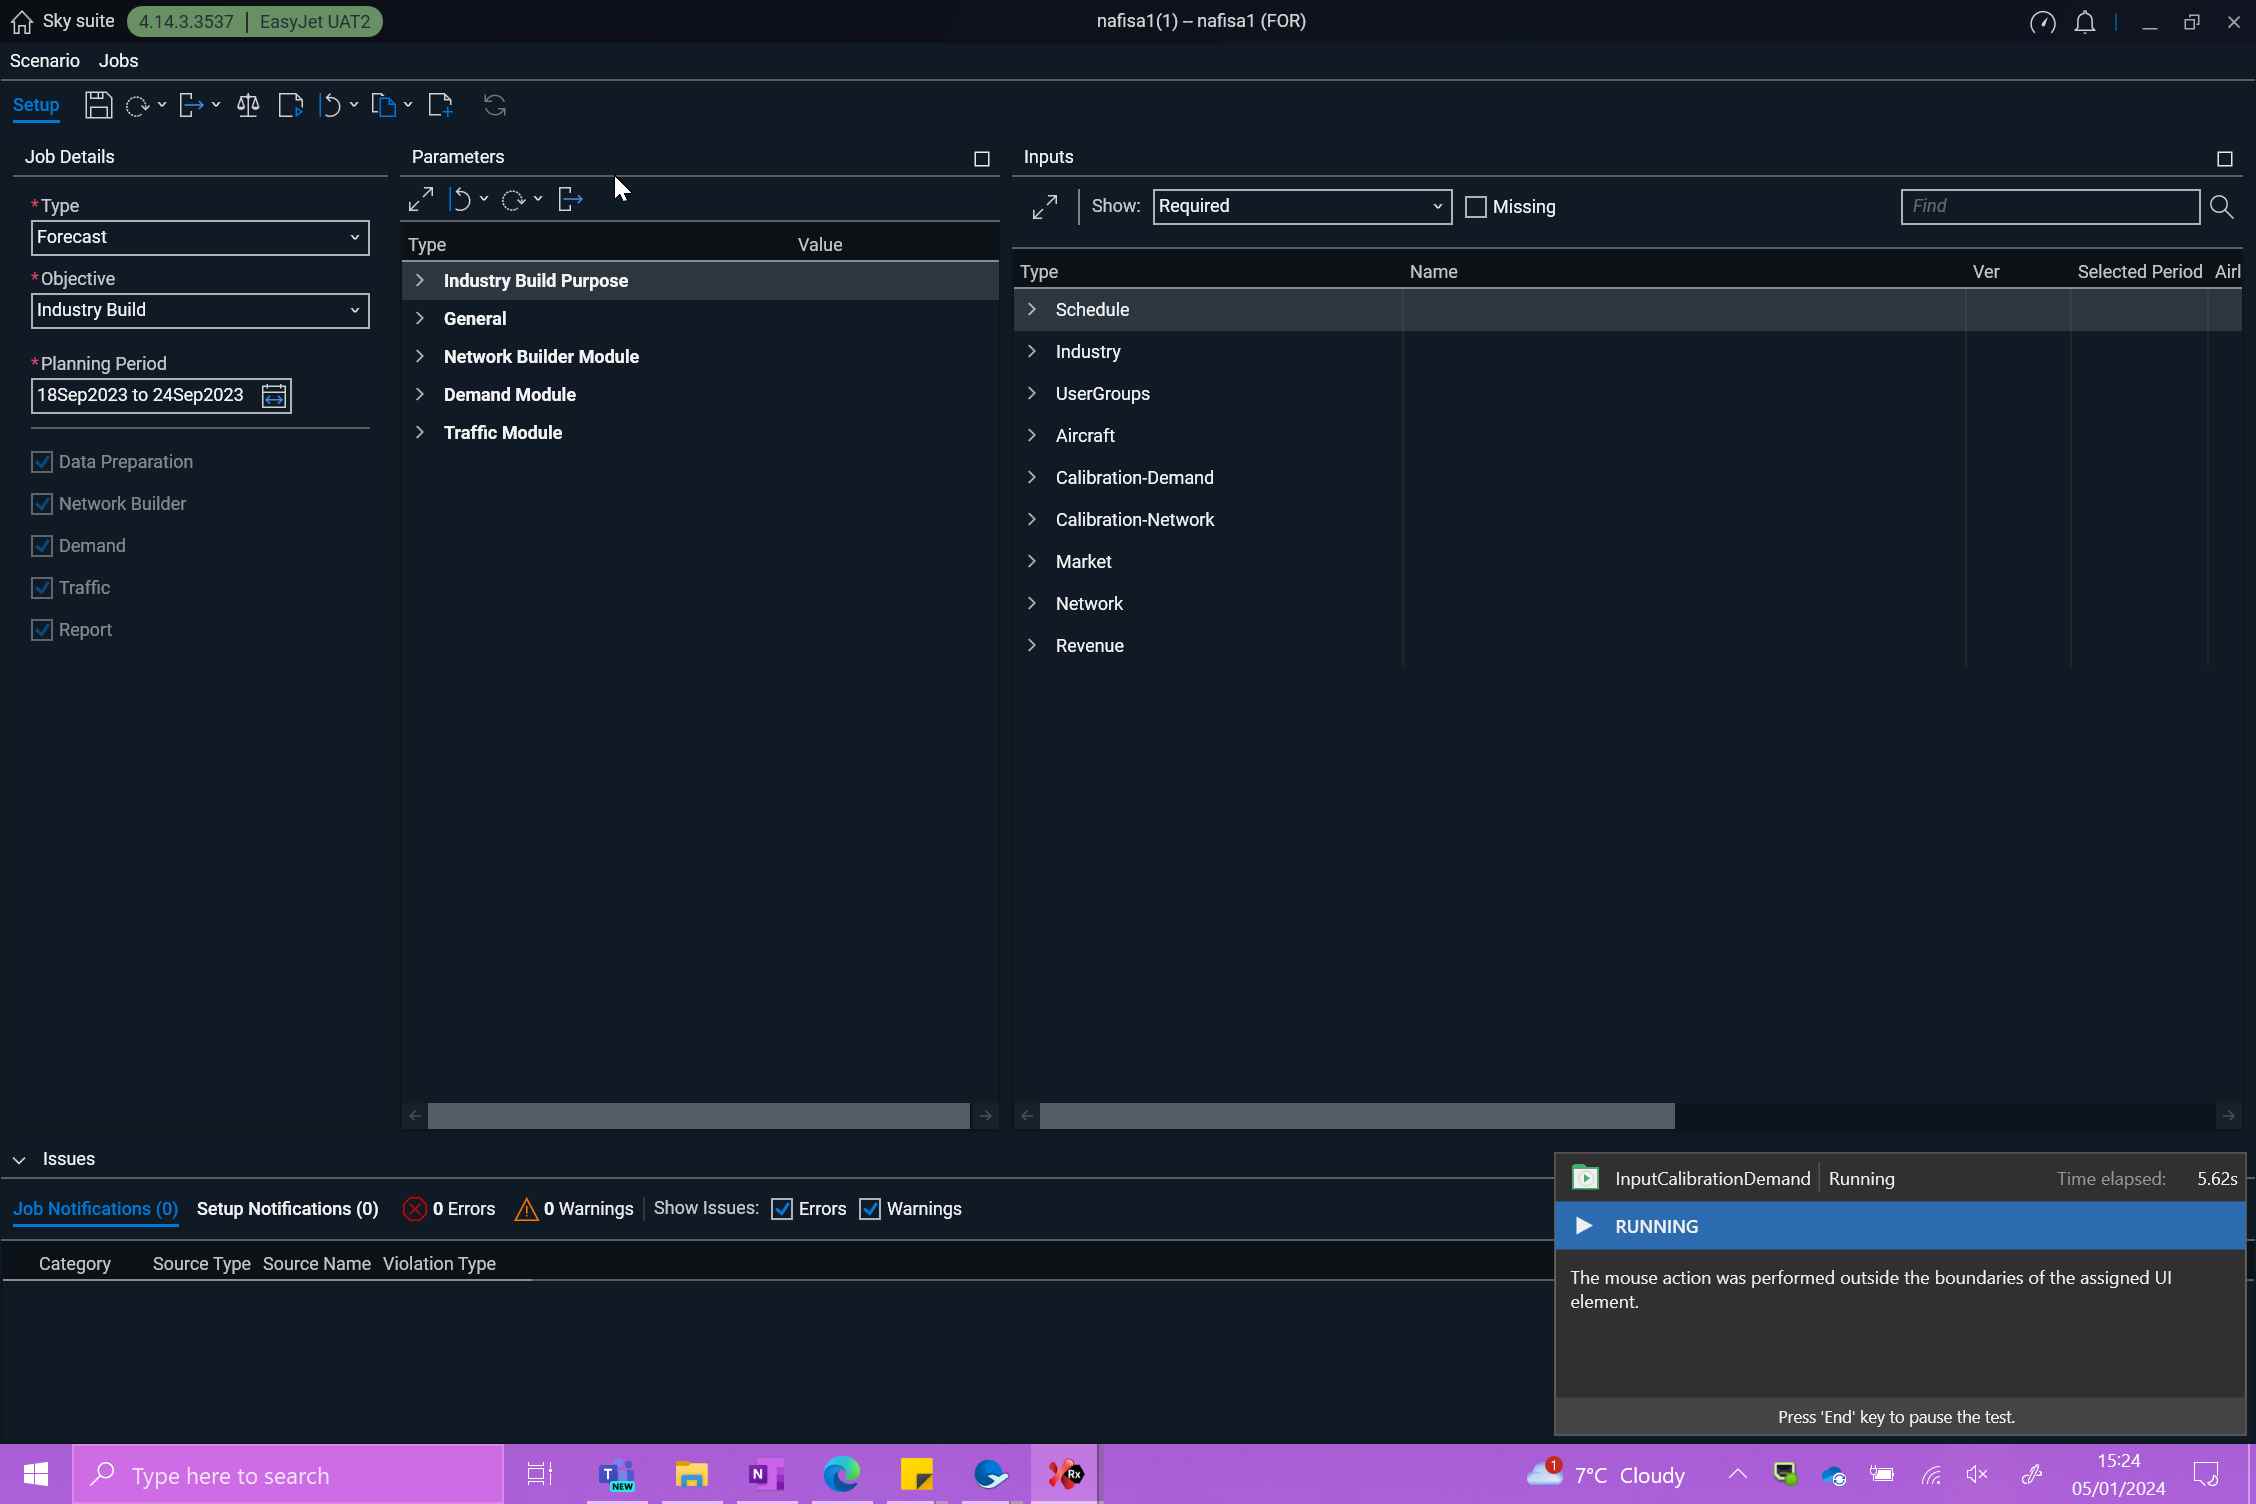 Sky suite 4.14.3.3537 | EasyJet UAT2 nafisa1(1) – nafisa1 (FOR)
Scenario Jobs
Setup
Job Details
*Type
Forecast
*Objective
Industry Build
*Planning Period
18Sep2023 to 24Sep2023
Data Preparation
Network Builder
Demand
Traffic
Report
Parameters
Type Value
Industry Build Purpose
General
Network Builder Module
Demand Module
Traffic Module
Inputs
Show: Required Missing Find
Type Name Ver Selected Period Airl
Schedule
Industry
UserGroups
Aircraft
Calibration-Demand
Calibration-Network
Market
Network
Revenue
Issues
Job Notifications (0) Setup Notifications (0) 0 Errors 0 Warnings Show Issues: Errors Warnings
Category Source Type Source Name Violation Type
InputCalibrationDemand Running Time elapsed: 5.62s
RUNNING
The mouse action was performed outside the boundaries of the assigned UI
element.
Press 'End' key to pause the test.
Type here to search
T
NEW
N
Rx
1
7°C Cloudy
15:24
05/01/2024